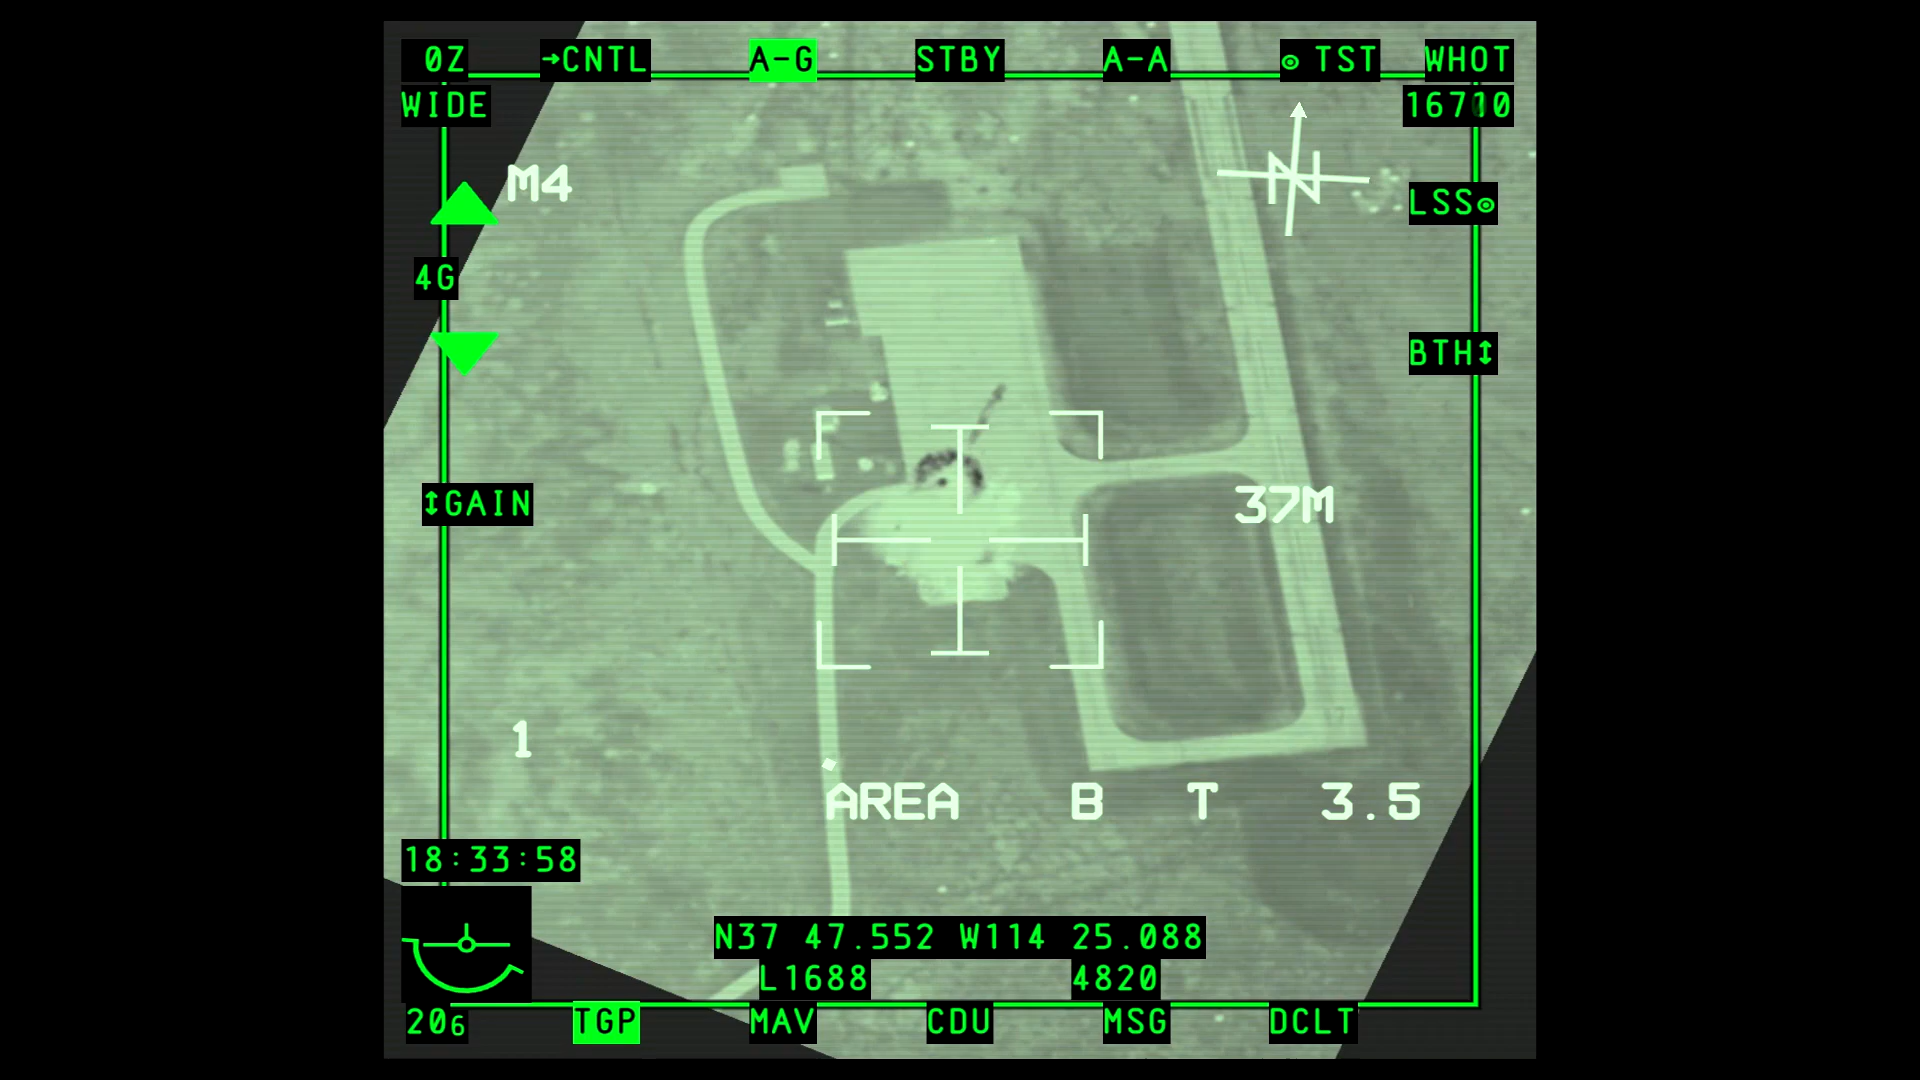 0Z →CNTL A-G STBY A-A ⊙ TST WHOT
WIDE 16710
M4 N LSS⊙
4G
BTH↕
↕GAIN 37M
1
AREA B T 3.5
18:33:58
N37 47.552 W114 25.088
L1688 4820
206 TGP MAV CDU MSG DCLT